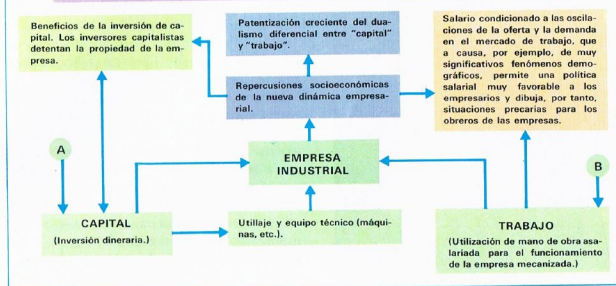 Beneficios de la inversión de ca-
pital. Los inversores capitalistas
detentan la propiedad de la em-
presa.
Patentización creciente del dua-
lismo diferencial entre "capital"
y "trabajo".
Salario condicionado a las oscila-
ciones de la oferta y la demanda
en el mercado de trabajo, que
a causa, por ejemplo, de muy
significativos fenómenos demo-
gráficos, permite una política
salarial muy favorable a los
empresarios y dibuja, por tanto,
situaciones precarias para los
obreros de las empresas.
Repercusiones socioeconómicas
de la nueva dinámica empresa-
rial.
A
EMPRESA
INDUSTRIAL
B
CAPITAL
(Inversión dineraria.)
Utillaje y equipo técnico (máqui-
nas, etc.).
TRABAJO
(Utilización de mano de obra asa-
lariada para el funcionamiento
de la empresa mecanizada.)